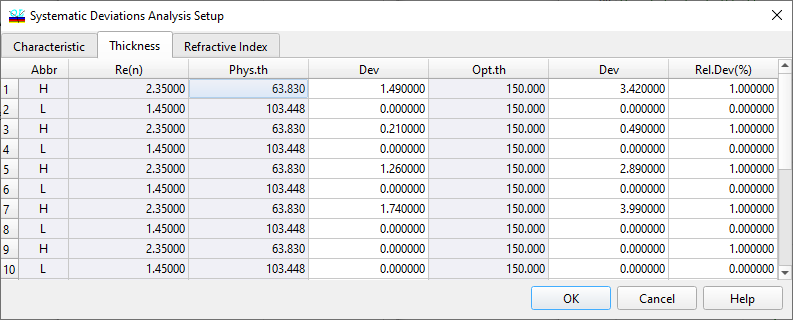 Systematic Deviations Analysis Setup
Characteristic Thickness Refractive Index
Abbr Re(n) Phys.th Dev Opt.th Dev Rel.Dev(%)
1 H 2.35000 63.830 1.490000 150.000 3.420000 1.000000
2 L 1.45000 103.448 0.000000 150.000 0.000000 0.000000
3 H 2.35000 63.830 0.210000 150.000 0.490000 1.000000
4 L 1.45000 103.448 0.000000 150.000 0.000000 0.000000
5 H 2.35000 63.830 1.260000 150.000 2.890000 1.000000
6 L 1.45000 103.448 0.000000 150.000 0.000000 0.000000
7 H 2.35000 63.830 1.740000 150.000 3.990000 1.000000
8 L 1.45000 103.448 0.000000 150.000 0.000000 0.000000
9 H 2.35000 63.830 0.000000 150.000 0.000000 1.000000
10 L 1.45000 103.448 0.000000 150.000 0.000000 0.000000
OK Cancel Help